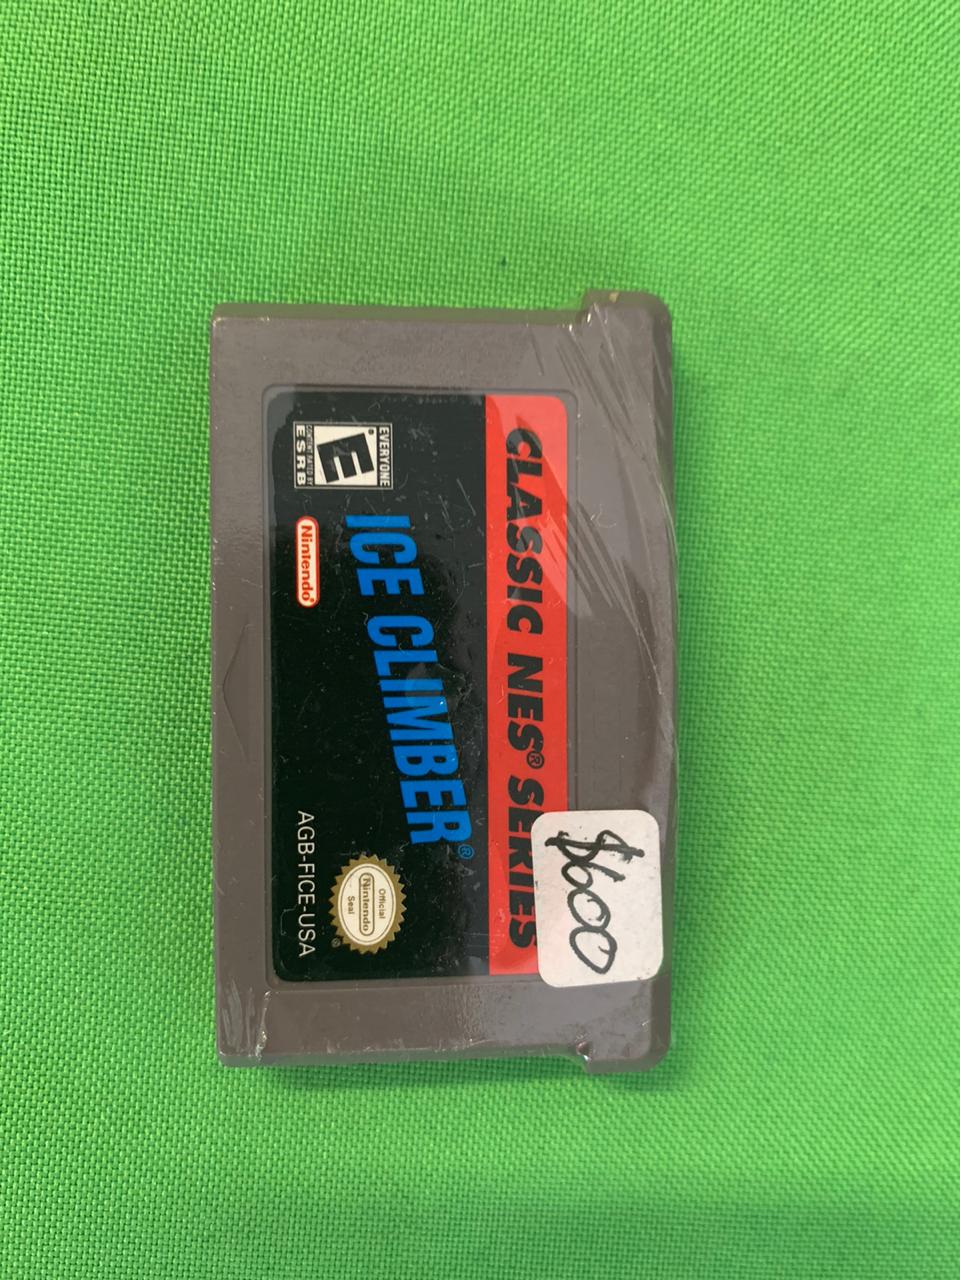 CLASSIC NES® SERIES
$600
ICE CLIMBER®
EVERYONE
E
CONTENT RATED BY
ESRB
Nintendo®
Official
Nintendo
Seal
®
AGB-FICE-USA